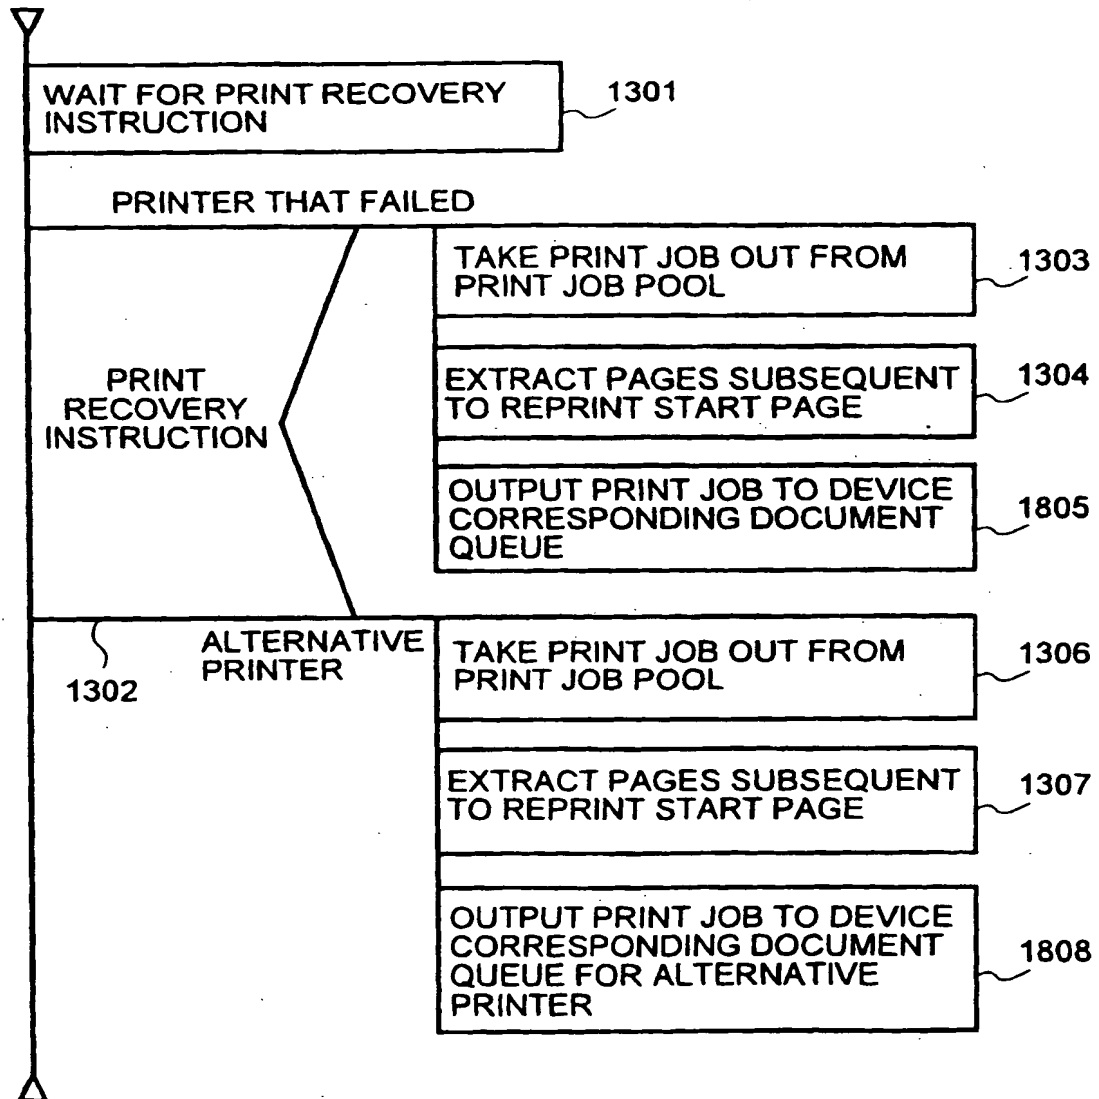 WAIT FOR PRINT RECOVERY
INSTRUCTION
1301
PRINTER THAT FAILED
TAKE PRINT JOB OUT FROM
PRINT JOB POOL
1303
PRINT
RECOVERY
INSTRUCTION
EXTRACT PAGES SUBSEQUENT
TO REPRINT START PAGE
1304
OUTPUT PRINT JOB TO DEVICE
CORRESPONDING DOCUMENT
QUEUE
1805
1302
ALTERNATIVE
PRINTER
TAKE PRINT JOB OUT FROM
PRINT JOB POOL
1306
EXTRACT PAGES SUBSEQUENT
TO REPRINT START PAGE
1307
OUTPUT PRINT JOB TO DEVICE
CORRESPONDING DOCUMENT
QUEUE FOR ALTERNATIVE
PRINTER
1808